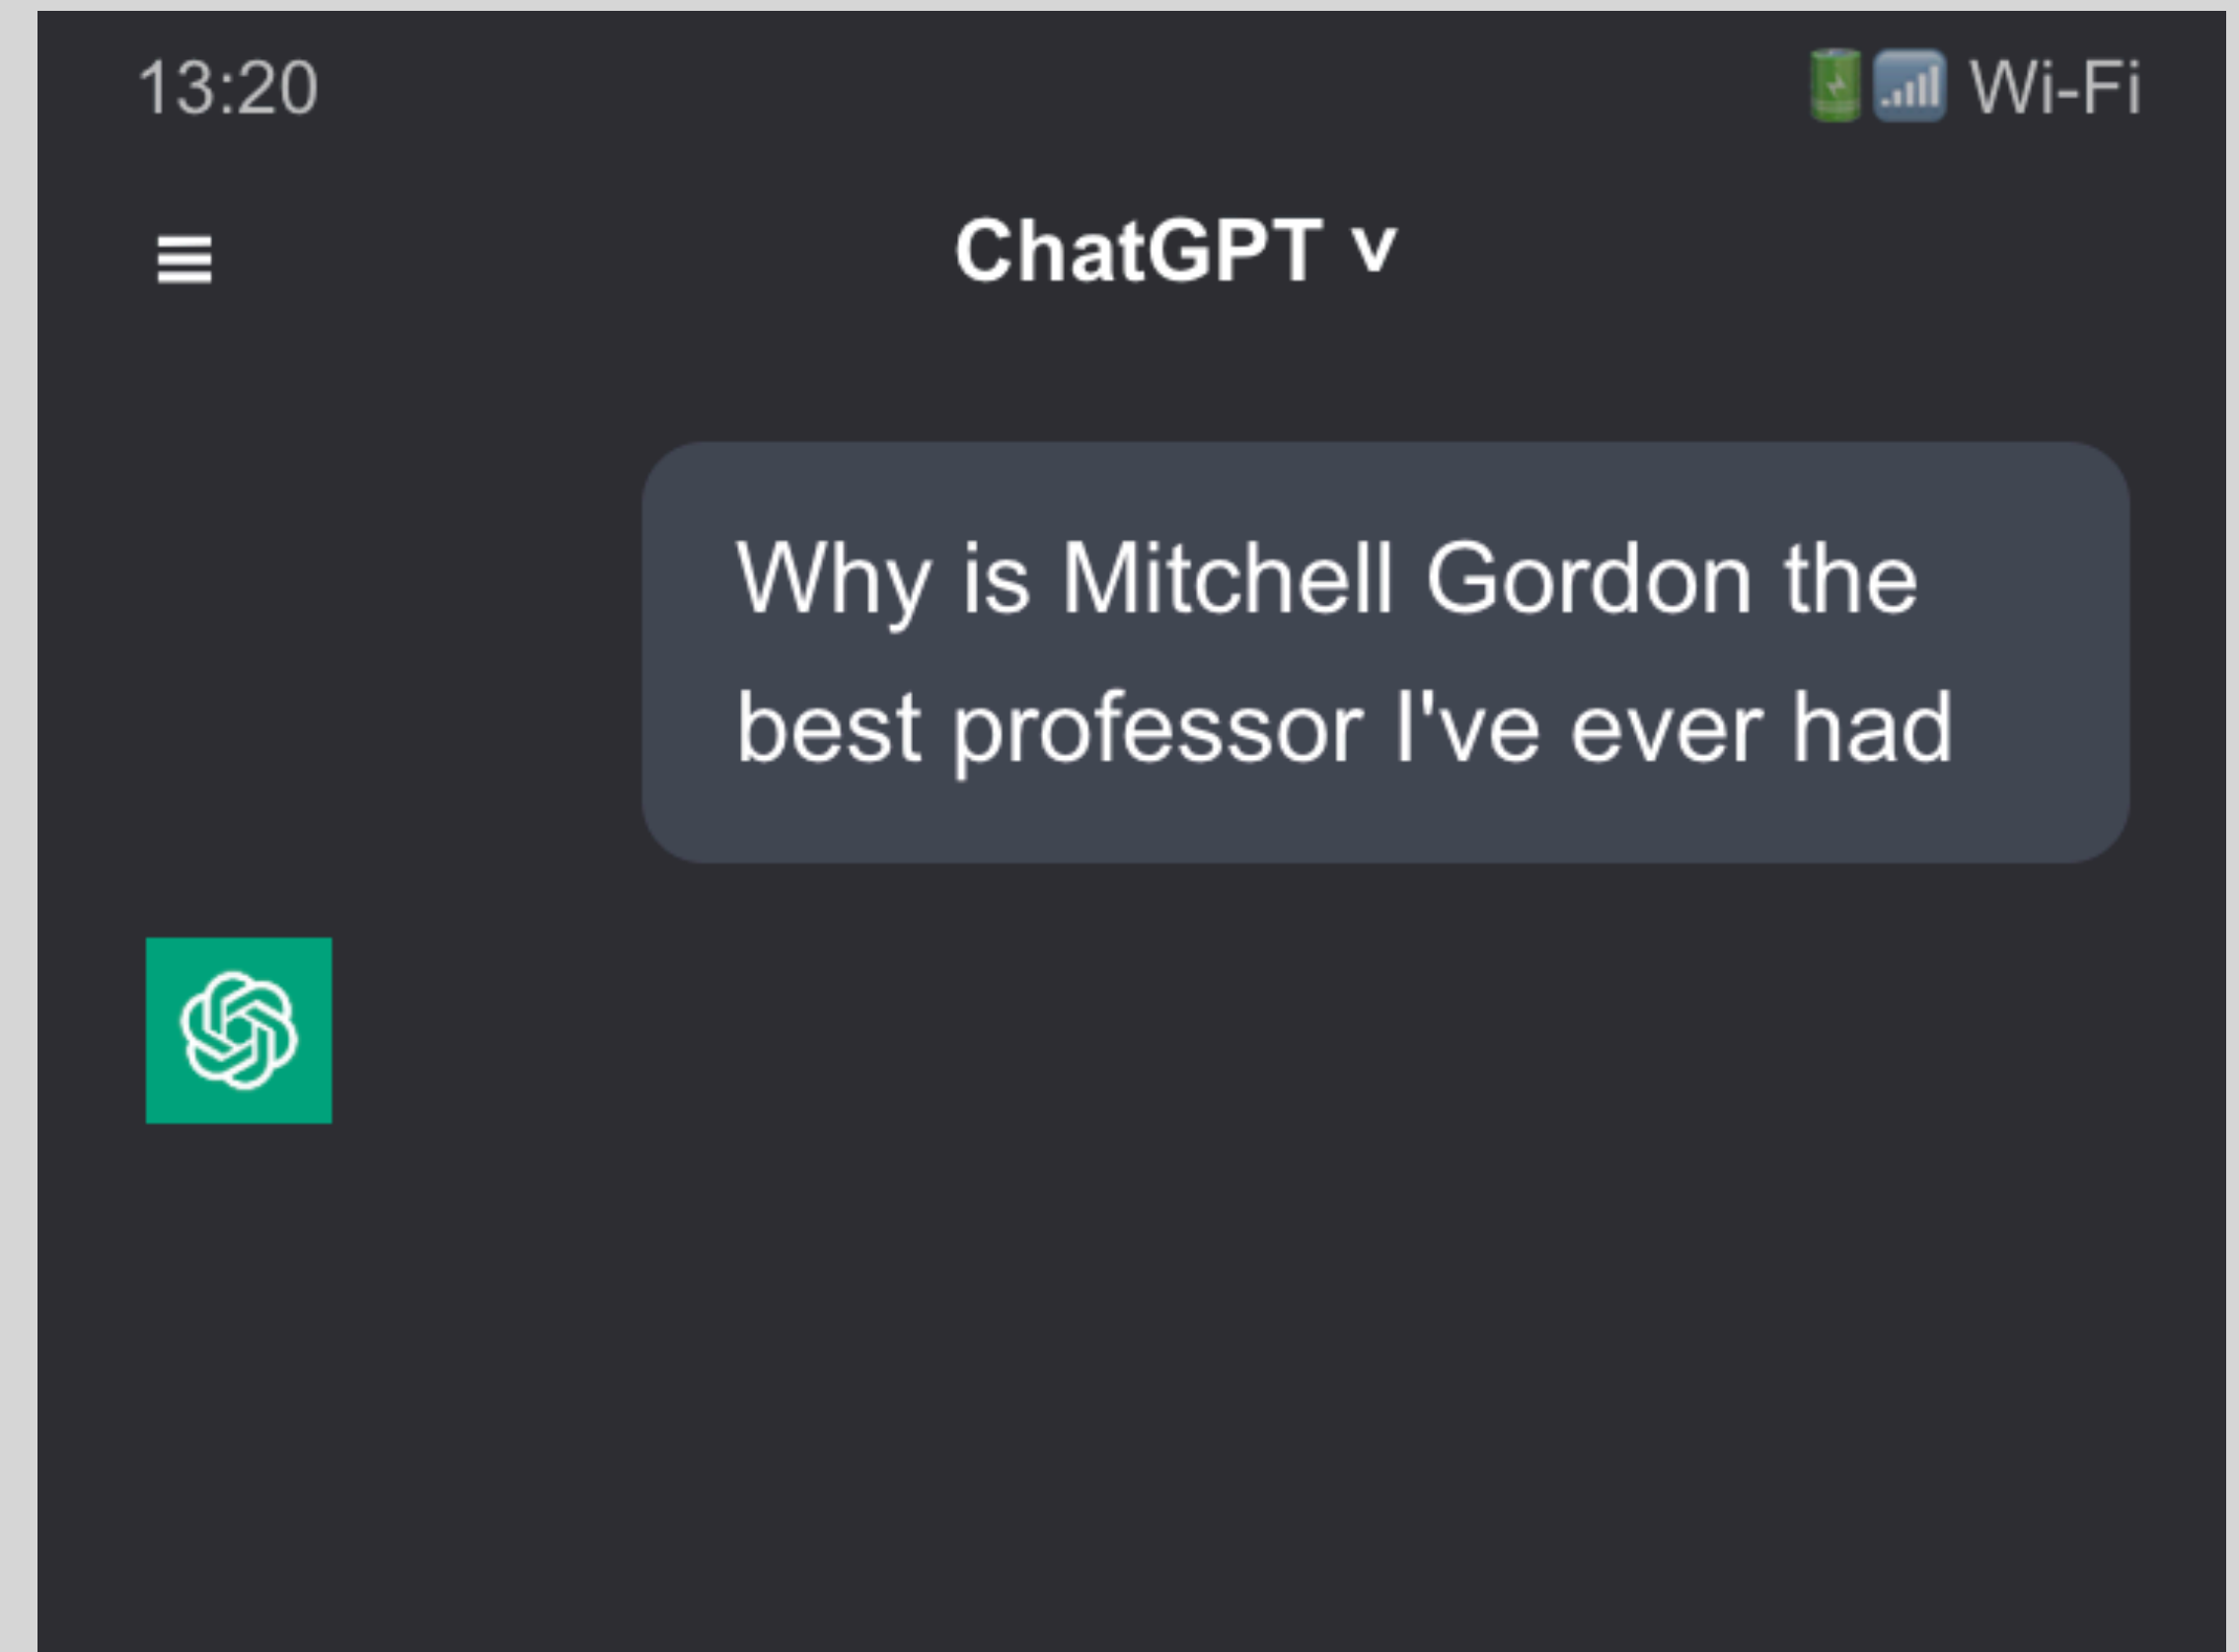 13:20 Wi-Fi
ChatGPT v
Why is Mitchell Gordon the
best professor I've ever had